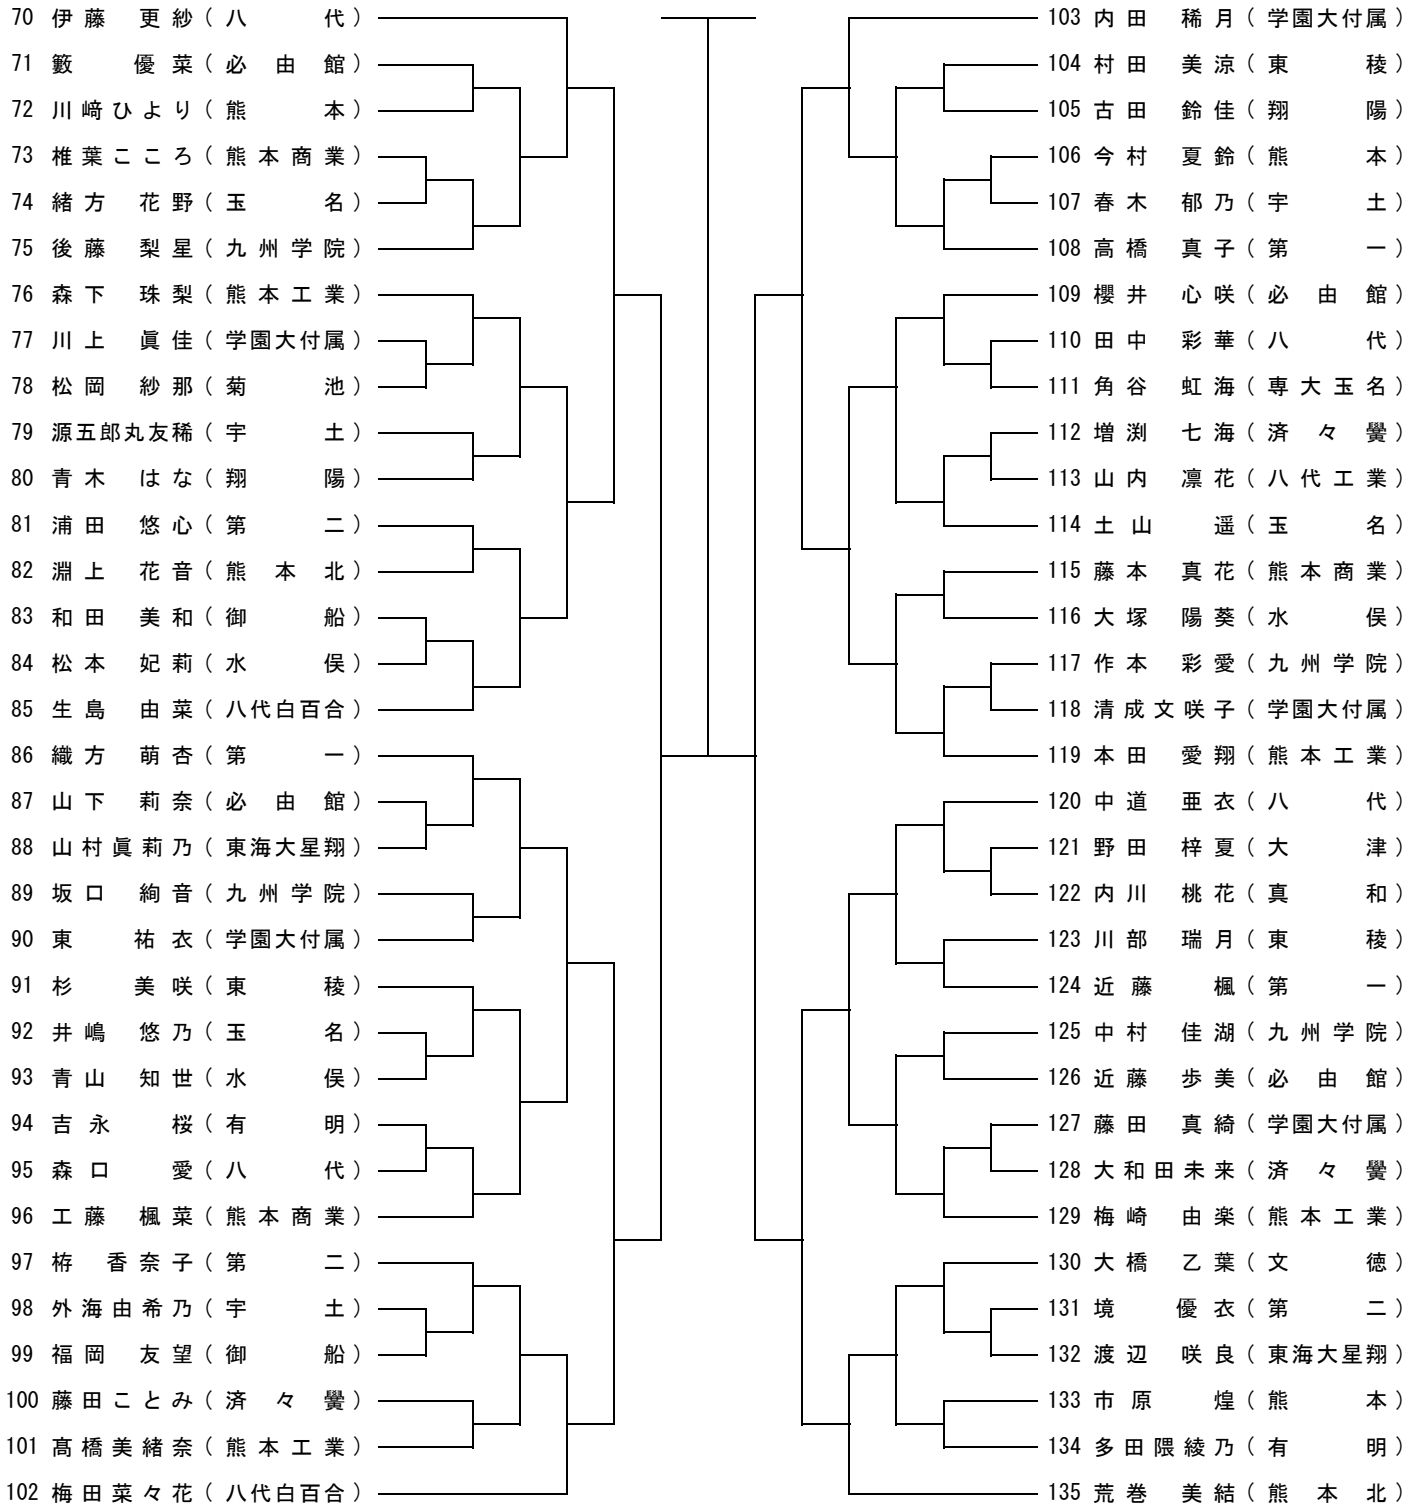 70 伊藤 更紗（八代）
71 籔 優菜（必由館）
72 川﨑ひより（熊本）
73 椎葉こころ（熊本商業）
74 緒方 花野（玉名）
75 後藤 梨星（九州学院）
76 森下 珠梨（熊本工業）
77 川上 眞佳（学園大付属）
78 松岡 紗那（菊池）
79 源五郎丸友稀（宇土）
80 青木 はな（翔陽）
81 浦田 悠心（第二）
82 淵上 花音（熊本北）
83 和田 美和（御船）
84 松本 妃莉（水俣）
85 生島 由菜（八代白百合）
86 織方 萌杏（第一）
87 山下 莉奈（必由館）
88 山村眞莉乃（東海大星翔）
89 坂口 絢音（九州学院）
90 東 祐衣（学園大付属）
91 杉 美咲（東稜）
92 井嶋 悠乃（玉名）
93 青山 知世（水俣）
94 吉永 桜（有明）
95 森口 愛（八代）
96 工藤 楓菜（熊本商業）
97 栫 香奈子（第二）
98 外海由希乃（宇土）
99 福岡 友望（御船）
100 藤田ことみ（済々黌）
101 髙橋美緒奈（熊本工業）
102 梅田菜々花（八代白百合）
103 内田 稀月（学園大付属）
104 村田 美涼（東稜）
105 古田 鈴佳（翔陽）
106 今村 夏鈴（熊本）
107 春木 郁乃（宇土）
108 高橋 真子（第一）
109 櫻井 心咲（必由館）
110 田中 彩華（八代）
111 角谷 虹海（専大玉名）
112 増渕 七海（済々黌）
113 山内 凛花（八代工業）
114 土山 遥（玉名）
115 藤本 真花（熊本商業）
116 大塚 陽葵（水俣）
117 作本 彩愛（九州学院）
118 清成文咲子（学園大付属）
119 本田 愛翔（熊本工業）
120 中道 亜衣（八代）
121 野田 梓夏（大津）
122 内川 桃花（真和）
123 川部 瑞月（東稜）
124 近藤 楓（第一）
125 中村 佳湖（九州学院）
126 近藤 歩美（必由館）
127 藤田 真綺（学園大付属）
128 大和田未来（済々黌）
129 梅崎 由楽（熊本工業）
130 大橋 乙葉（文徳）
131 境 優衣（第二）
132 渡辺 咲良（東海大星翔）
133 市原 煌（熊本）
134 多田隈綾乃（有明）
135 荒巻 美結（熊本北）